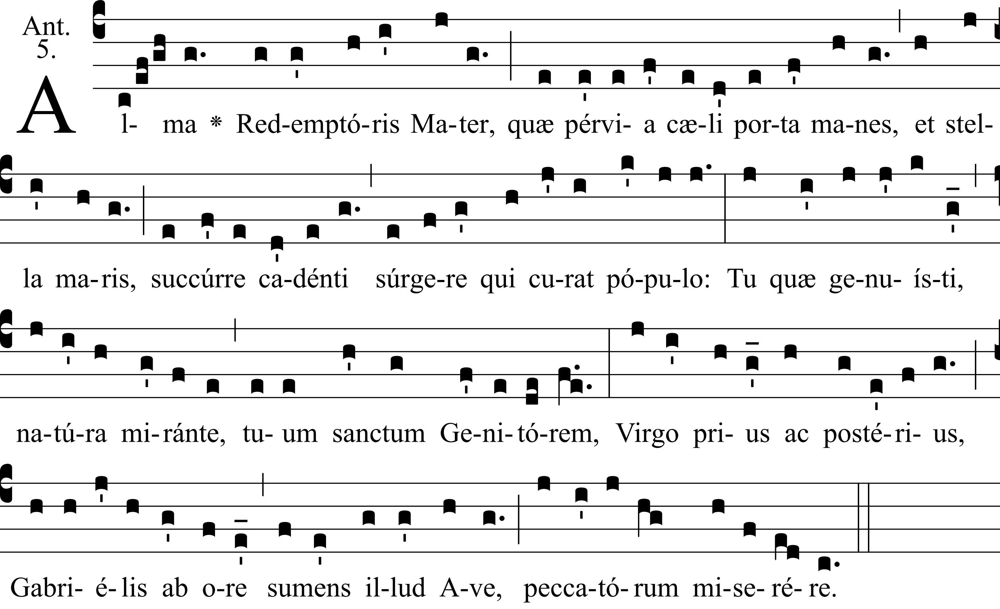 Ant.
5.
Al- ma * Red-emptó-ris Ma-ter, quæ pérvi- a cæ-li por-ta ma-nes, et stel-
la ma-ris, succúrre ca-dénti súrge-re qui cu-rat pó-pu-lo: Tu quæ ge-nu- ís-ti,
na-tú-ra mi-ránte, tu- um sanctum Ge-ni-tó-rem, Virgo pri- us ac posté-ri- us,
Gabri- é-lis ab o-re sumens il-lud A-ve, pecca-tó-rum mi-se-ré-re.